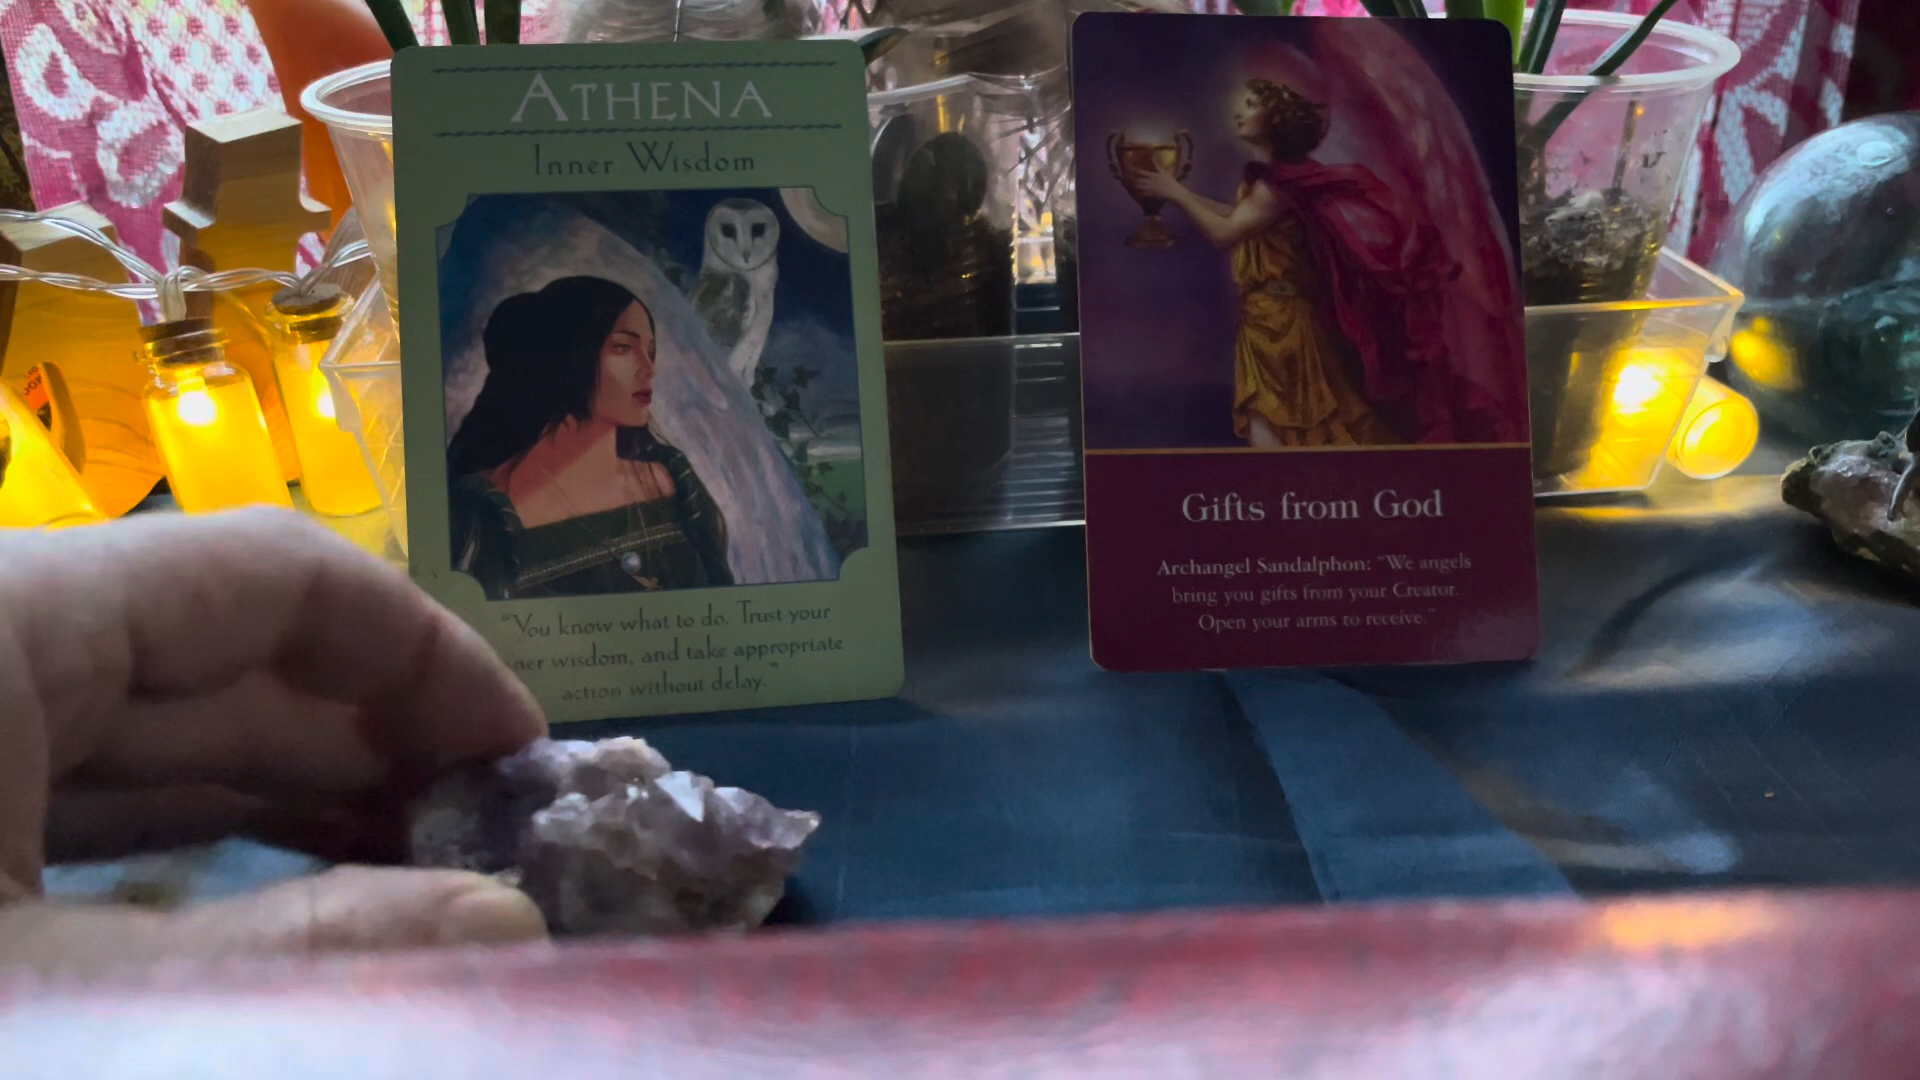 ATHENA
Inner Wisdom
"You know what to do. Trust your
wisdom, and take appropriate
action without delay."
Gifts from God
Archangel Sandalphon: "We angels
bring you gifts from your Creator.
Open your arms to receive."